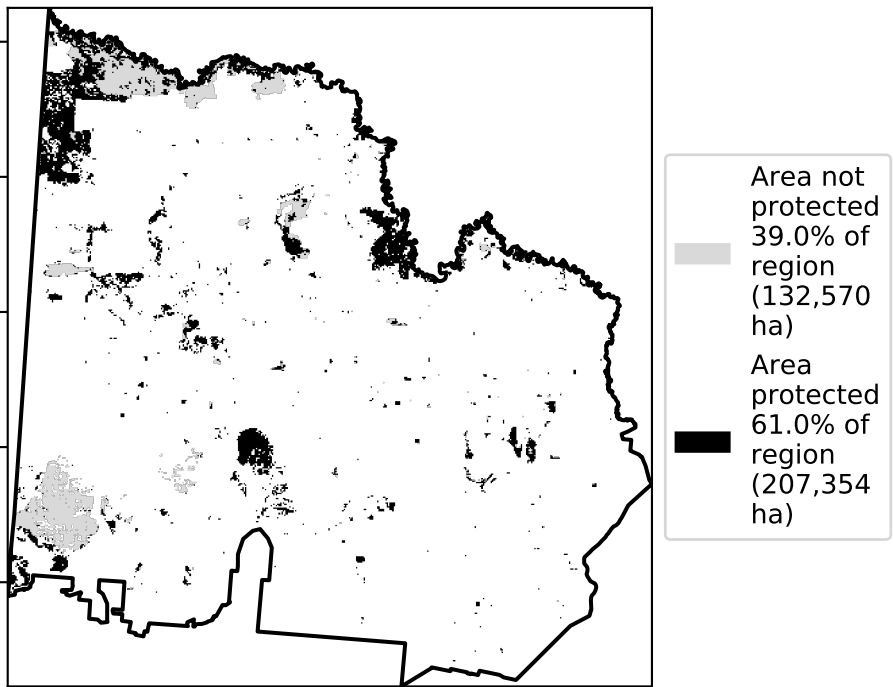 Area not
protected
39.0% of
region
(132,570
ha)
Area
protected
61.0% of
region
(207,354
ha)